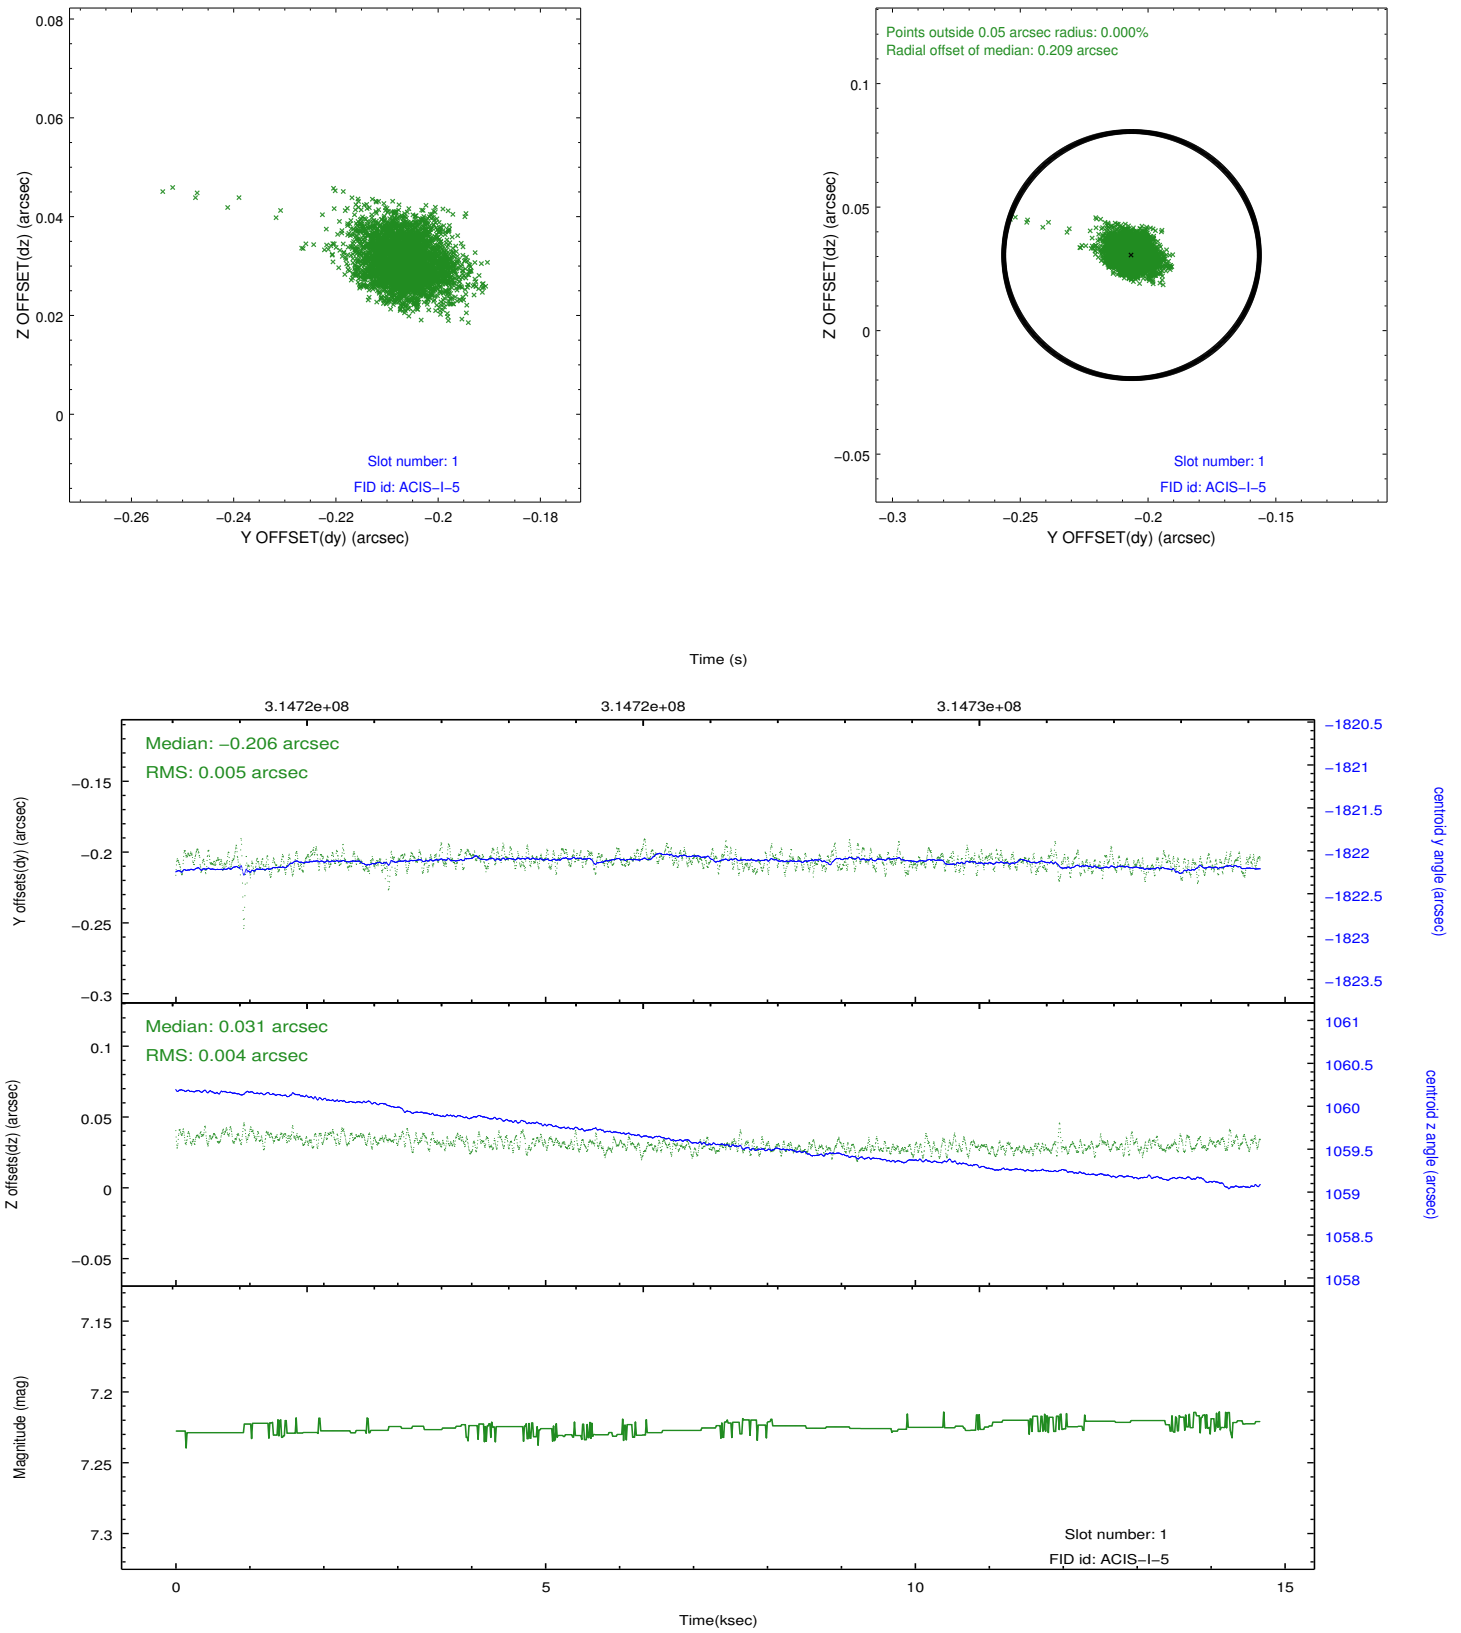 0.08
0.06
0.04
0.02
0
Z OFFSET(dz) (arcsec)
Slot number: 1
FID id: ACIS−I−5
−0.26 −0.24 −0.22 −0.2 −0.18
Y OFFSET(dy) (arcsec)
Points outside 0.05 arcsec radius: 0.000%
Radial offset of median: 0.209 arcsec
0.1
0.05
0
−0.05
Z OFFSET(dz) (arcsec)
Slot number: 1
FID id: ACIS−I−5
−0.3 −0.25 −0.2 −0.15
Y OFFSET(dy) (arcsec)
Time (s)
3.1472e+08 3.1472e+08 3.1473e+08
Median: −0.206 arcsec
RMS: 0.005 arcsec
−0.15
−0.2
−0.25
−0.3
Y offsets(dy) (arcsec)
−1820.5
−1821
−1821.5
−1822
−1822.5
−1823
−1823.5
centroid y angle (arcsec)
Median: 0.031 arcsec
RMS: 0.004 arcsec
0.1
0.05
0
−0.05
Z offsets(dz) (arcsec)
1061
1060.5
1060
1059.5
1059
1058.5
1058
centroid z angle (arcsec)
7.15
7.2
7.25
7.3
Magnitude (mag)
Slot number: 1
FID id: ACIS−I−5
0 5 10 15
Time(ksec)